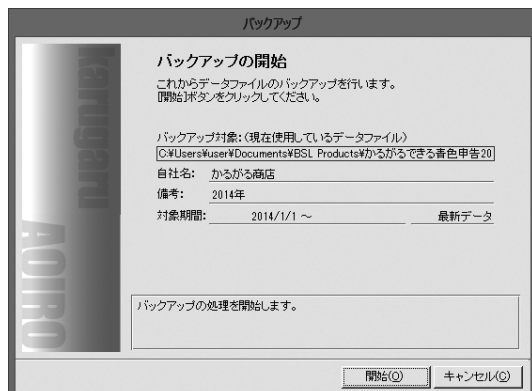 バックアップ
karugaru
AOIRO
バックアップの開始
これからデータファイルのバックアップを行います。
[開始]ボタンをクリックしてください。
バックアップ対象:(現在使用しているデータファイル)
C:¥Users¥user¥Documents¥BSL Products¥かるがるできる青色申告20
自社名: かるがる商店
備考: 2014年
対象期間: 2014/1/1 ~ 最新データ
バックアップの処理を開始します。
開始(O) キャンセル(C)